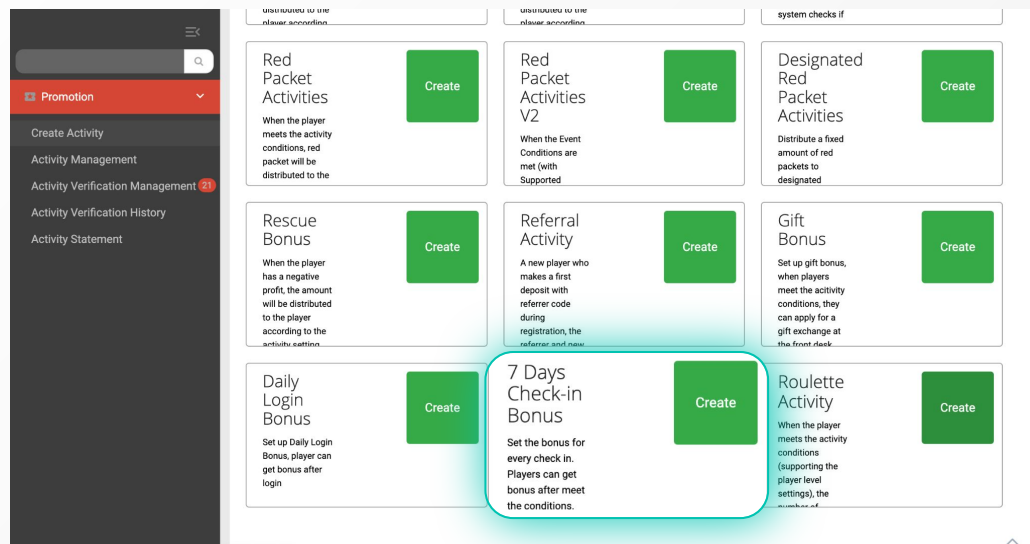 Promotion
Create Activity
Activity Management
Activity Verification Management 21
Activity Verification History
Activity Statement
distributed to the
player according
distributed to the
player according
system checks if
Red
Packet
Activities
When the player
meets the activity
conditions, red
packet will be
distributed to the
Create
Red
Packet
Activities
V2
When the Event
Conditions are
met (with
Supported
Create
Designated
Red
Packet
Activities
Distribute a fixed
amount of red
packets to
designated
Create
Rescue
Bonus
When the player
has a negative
profit, the amount
will be distributed
to the player
according to the
activity setting
Create
Referral
Activity
A new player who
makes a first
deposit with
referrer code
during
registration, the
referrer and new
Create
Gift
Bonus
Set up gift bonus,
when players
meet the acitivity
conditions, they
can apply for a
gift exchange at
the front desk
Create
Daily
Login
Bonus
Set up Daily Login
Bonus, player can
get bonus after
login
Create
7 Days
Check-in
Bonus
Set the bonus for
every check in.
Players can get
bonus after meet
the conditions.
Create
Roulette
Activity
When the player
meets the activity
conditions
(supporting the
player level
settings), the
number of
Create